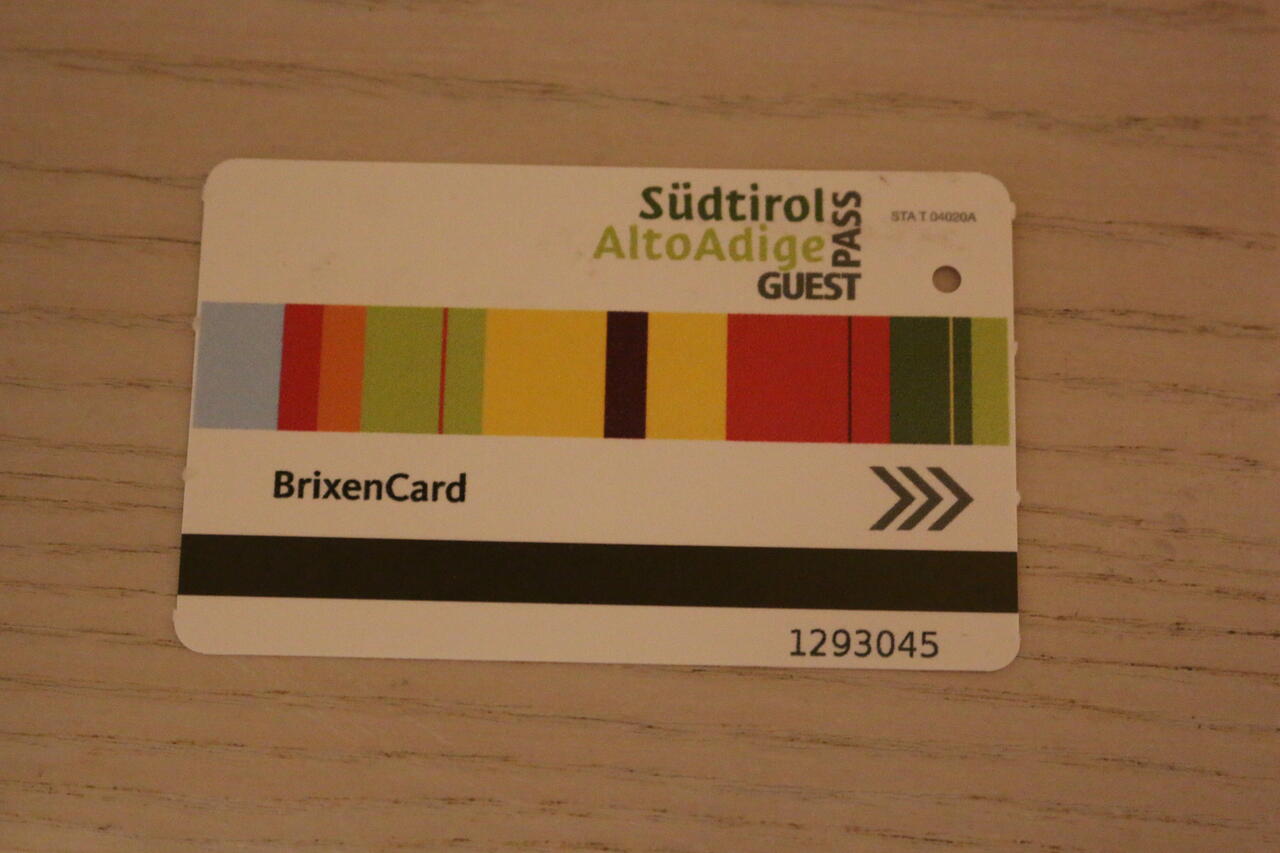 Südtirol
AltoAdige
GUEST
PASS
STA T 04020A
BrixenCard
1293045